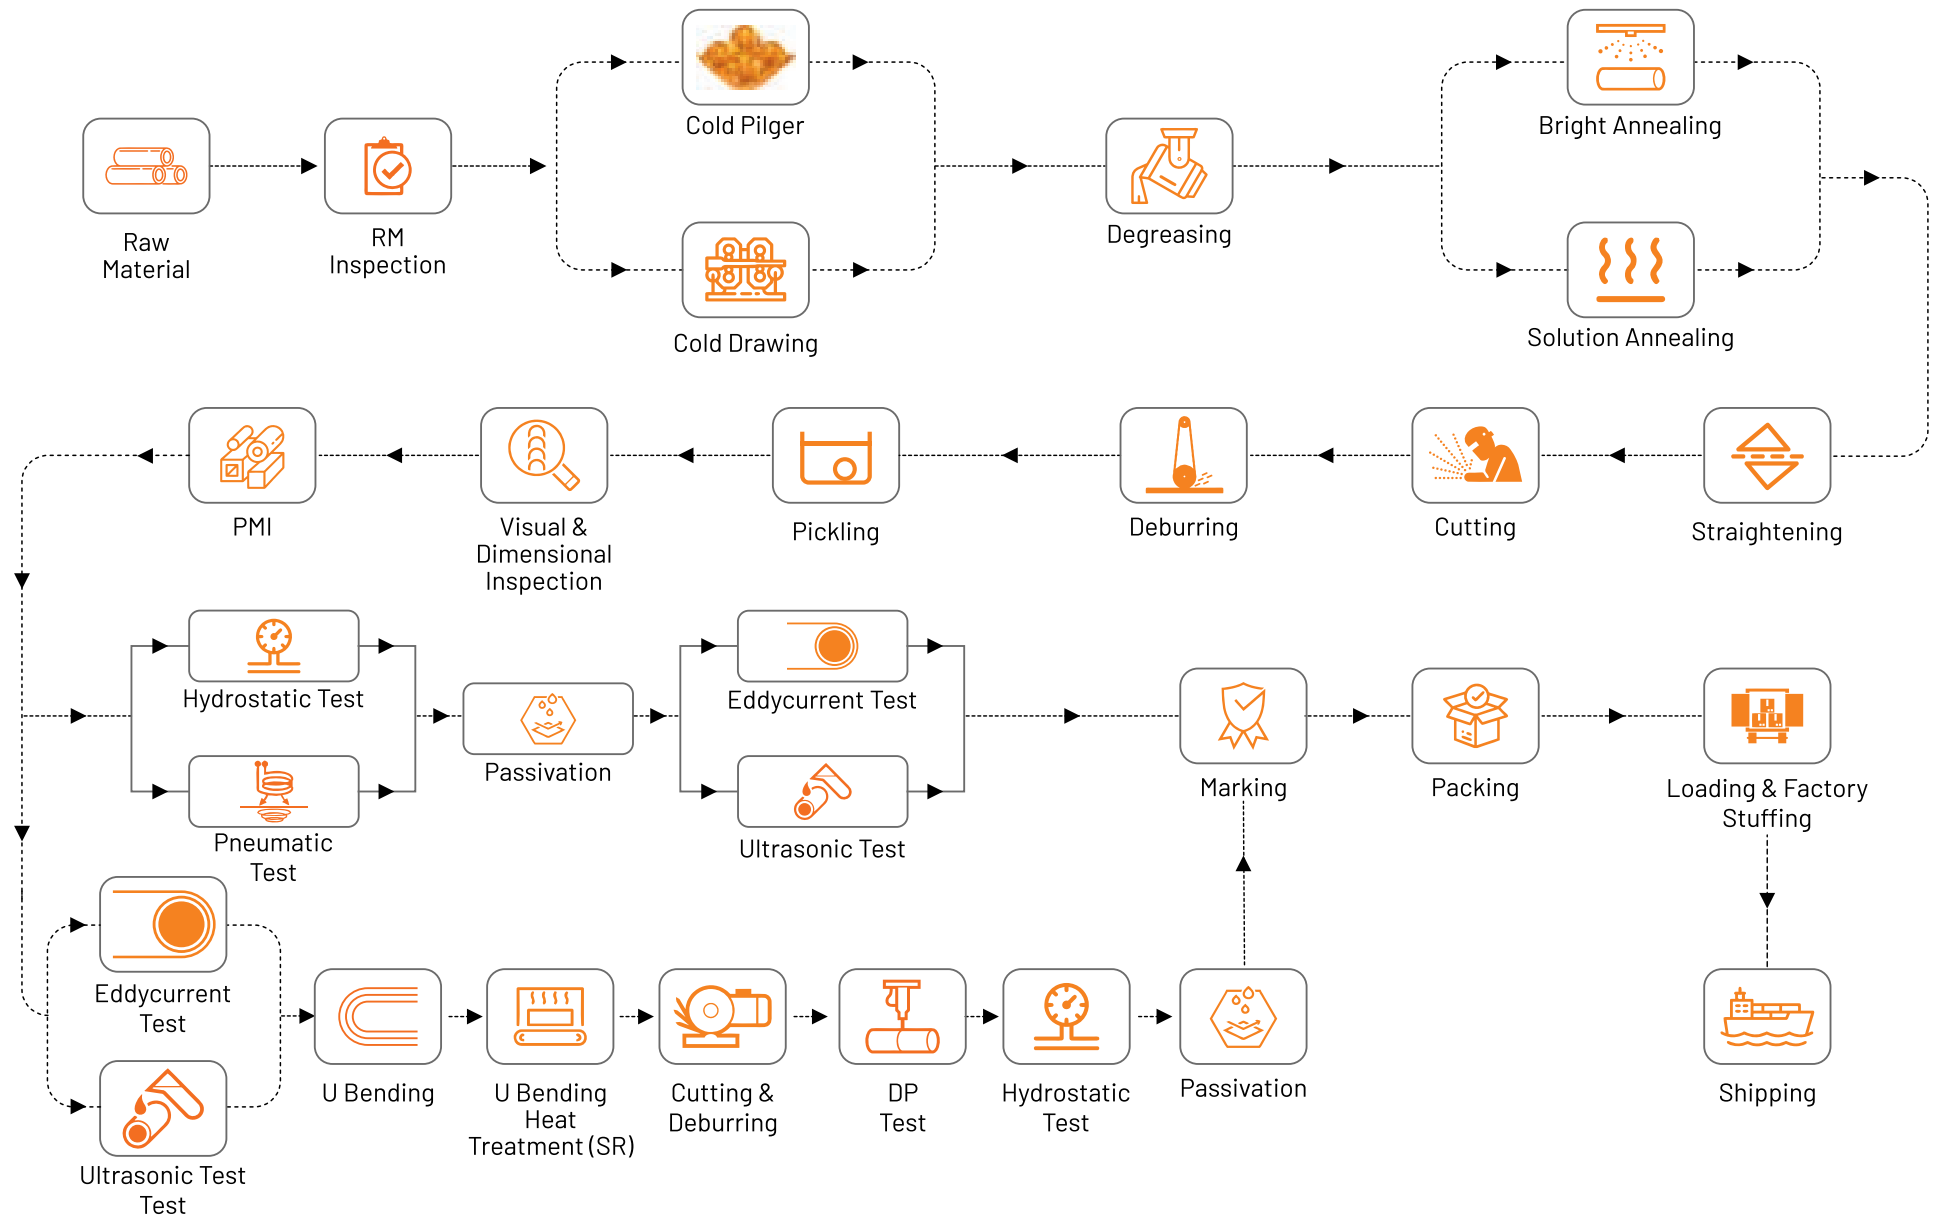 Cold Pilger
Bright Annealing
Raw
Material
RM
Inspection
Degreasing
Cold Drawing
Solution Annealing
PMI
Visual &
Dimensional
Inspection
Pickling
Deburring
Cutting
Straightening
Hydrostatic Test
Pneumatic
Test
Passivation
Eddycurrent Test
Ultrasonic Test
Marking
Packing
Loading & Factory
Stuffing
Eddycurrent
Test
Ultrasonic Test
Test
U Bending
U Bending
Heat
Treatment (SR)
Cutting &
Deburring
DP
Test
Hydrostatic
Test
Passivation
Shipping